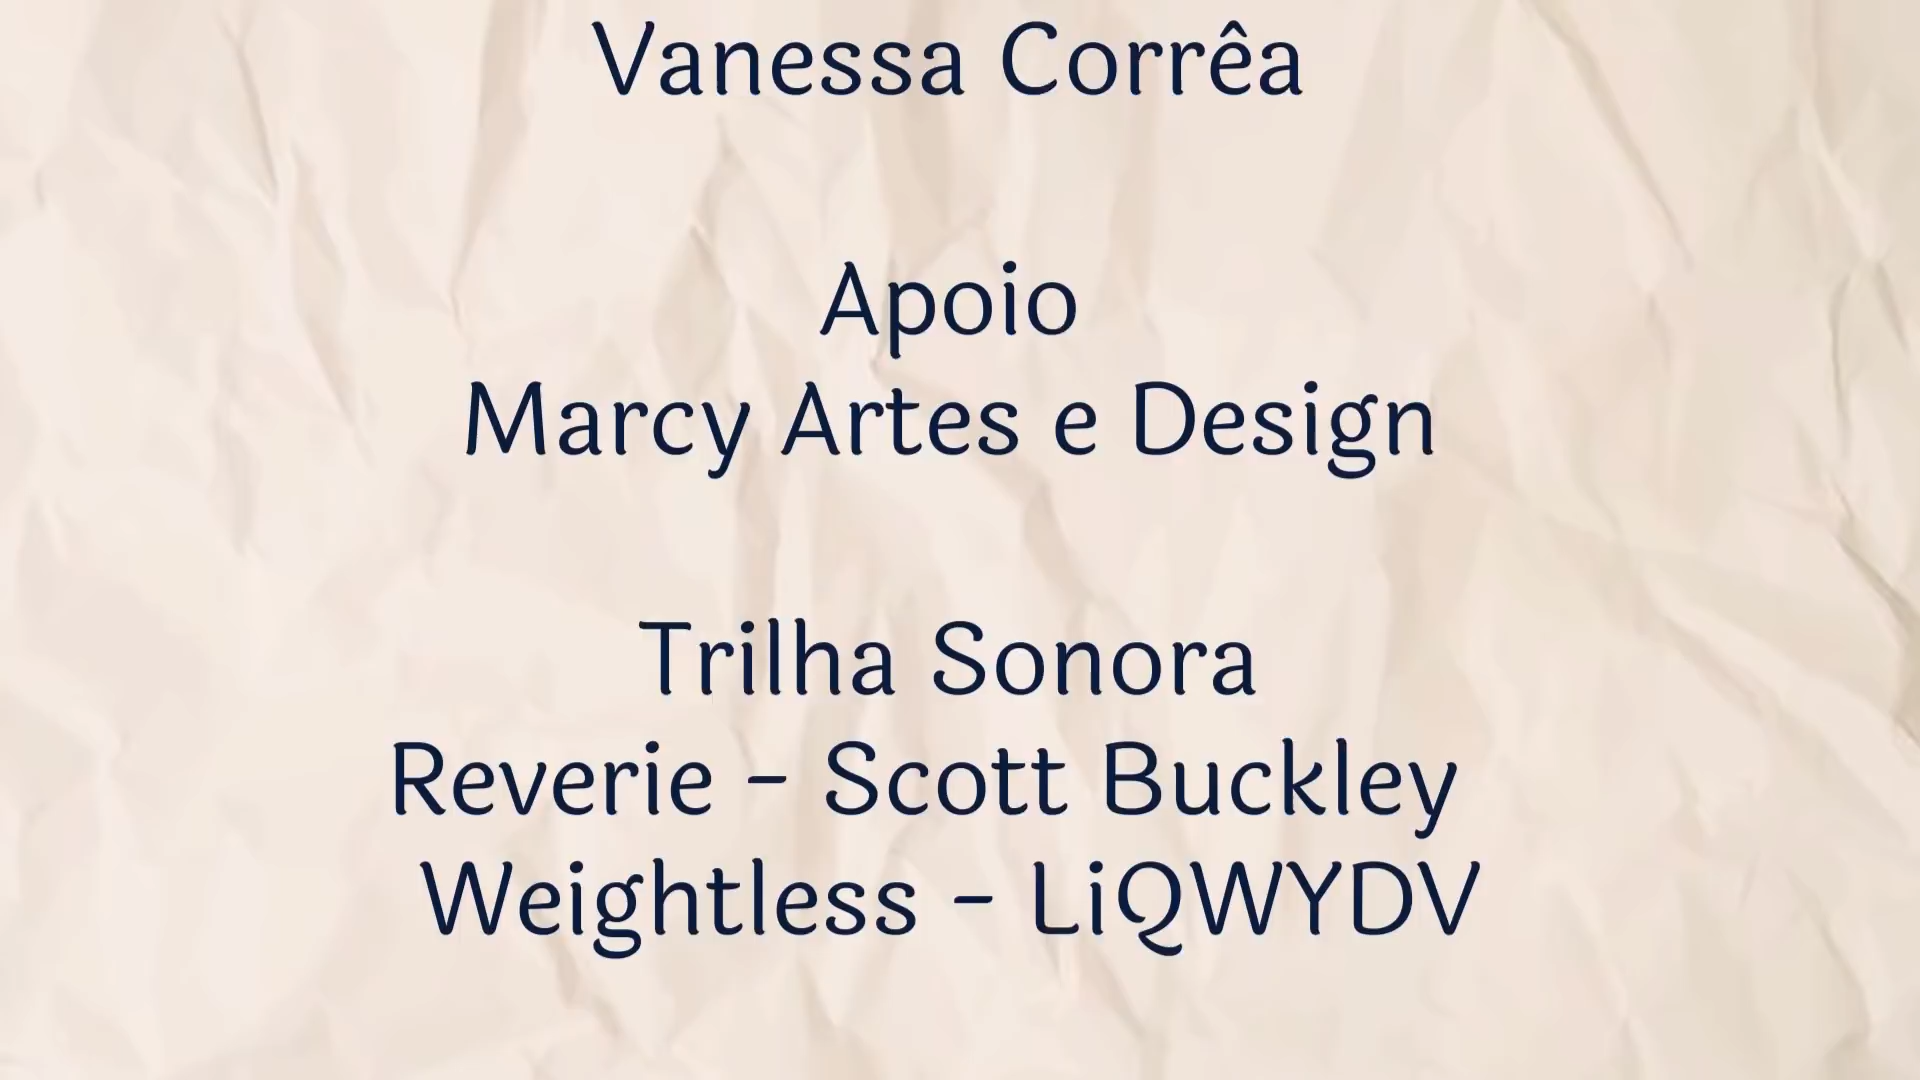 Vanessa Corrêa
Apoio
Marcy Artes e Design
Trilha Sonora
Reverie - Scott Buckley
Weightless - LiQWYDV